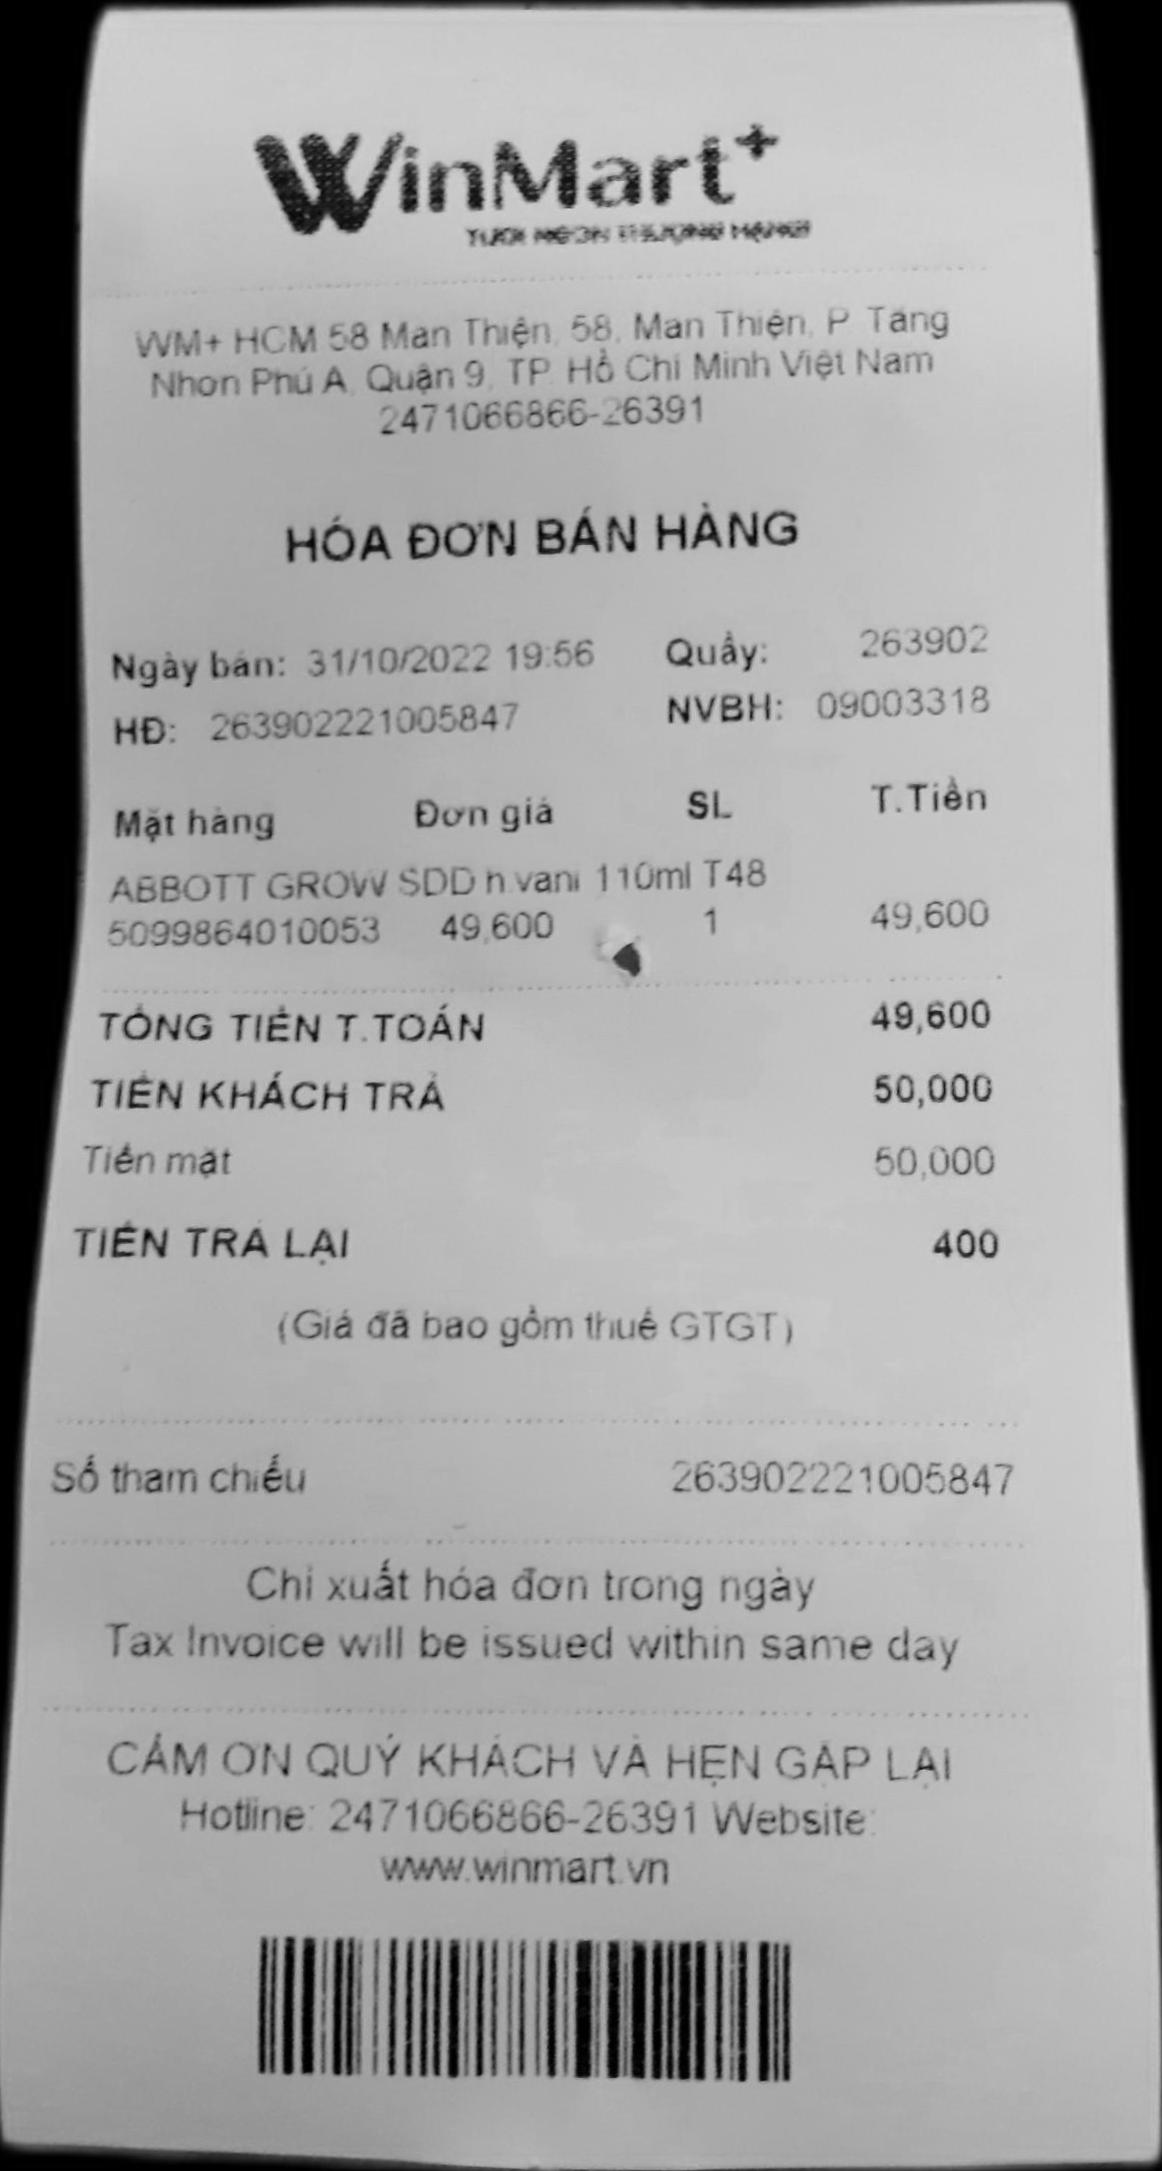 WinMart+
TƯƠI NGON THƯỢNG HẠNG!
WM+ HCM 58 Man Thiện, 58, Man Thiện, P. Tăng
Nhơn Phú A, Quận 9, TP. Hồ Chí Minh Việt Nam
2471066866-26391
HÓA ĐƠN BÁN HÀNG
Ngày bán: 31/10/2022 19:56 Quầy: 263902
HĐ: 263902221005847 NVBH: 09003318
Mặt hàng Đơn giá SL T.Tiền
ABBOTT GROW SDD h.vani 110ml T48
5099864010053 49,600 1 49,600
TỔNG TIỀN T.TOÁN 49,600
TIỀN KHÁCH TRẢ 50,000
Tiền mặt 50,000
TIỀN TRẢ LẠI 400
(Giá đã bao gồm thuế GTGT)
Số tham chiếu 263902221005847
Chỉ xuất hóa đơn trong ngày
Tax Invoice will be issued within same day
CẢM ƠN QUÝ KHÁCH VÀ HẸN GẶP LẠI
Hotline: 2471066866-26391 Website:
www.winmart.vn